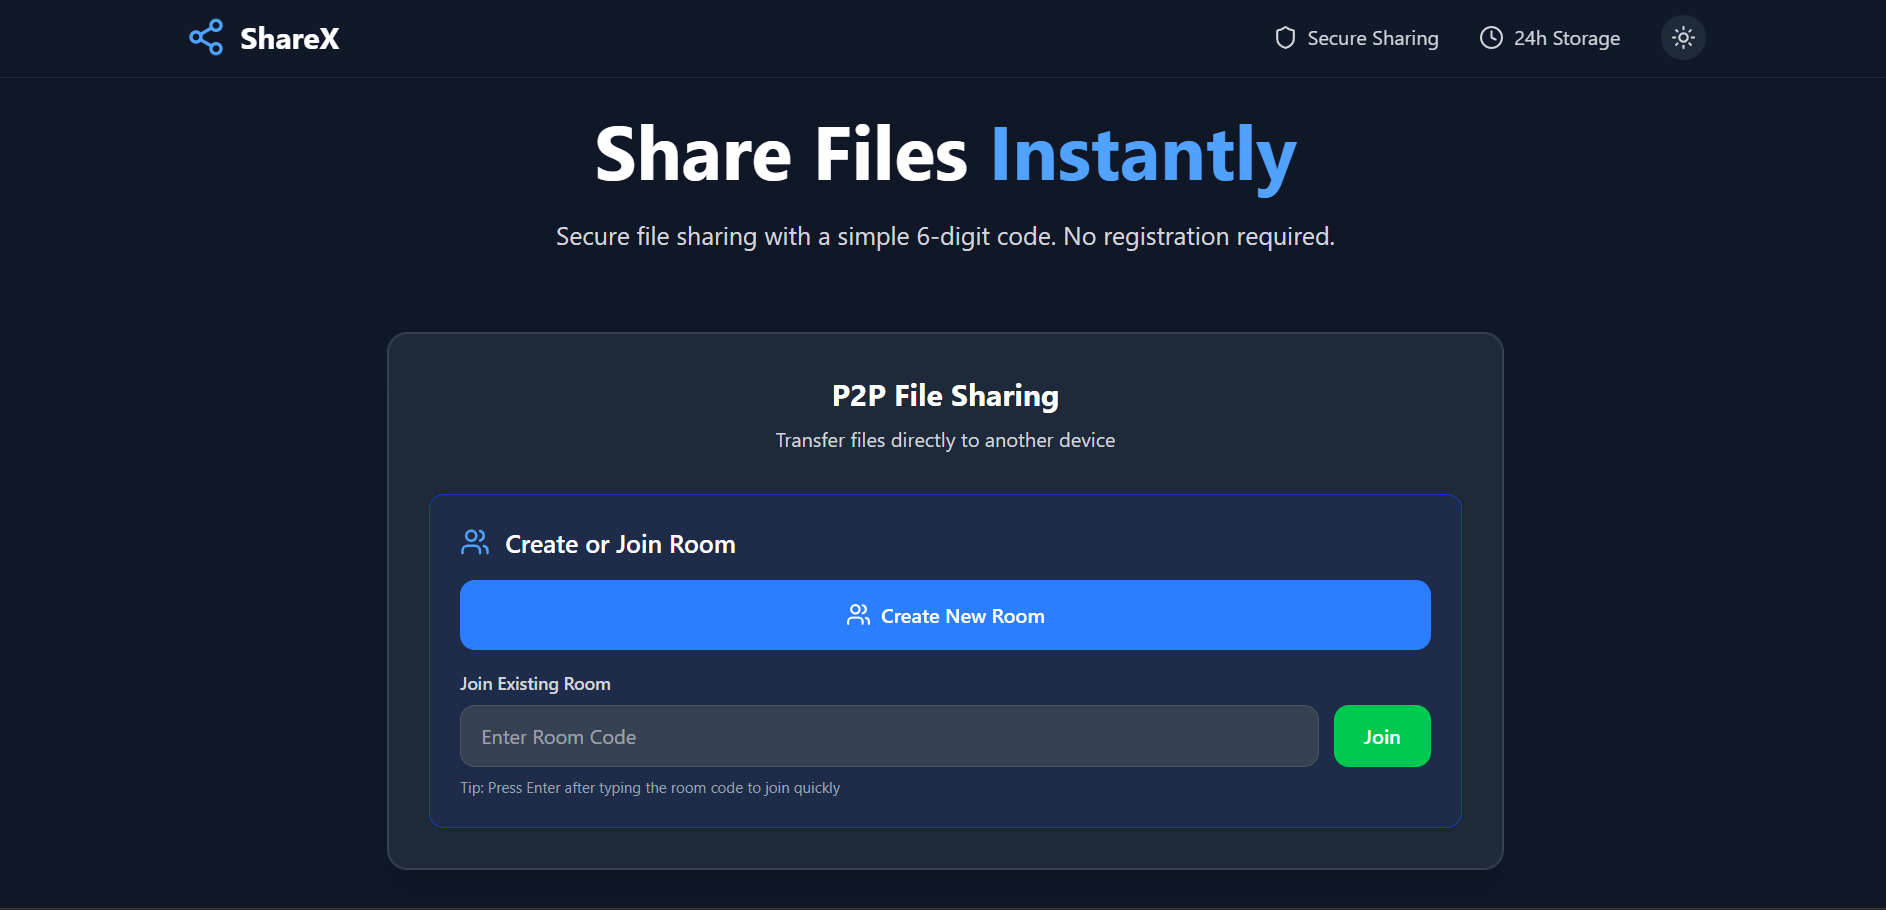 ShareX
Secure Sharing
24h Storage
Share Files Instantly
Secure file sharing with a simple 6-digit code. No registration required.
P2P File Sharing
Transfer files directly to another device
Create or Join Room
Create New Room
Join Existing Room
Enter Room Code
Join
Tip: Press Enter after typing the room code to join quickly